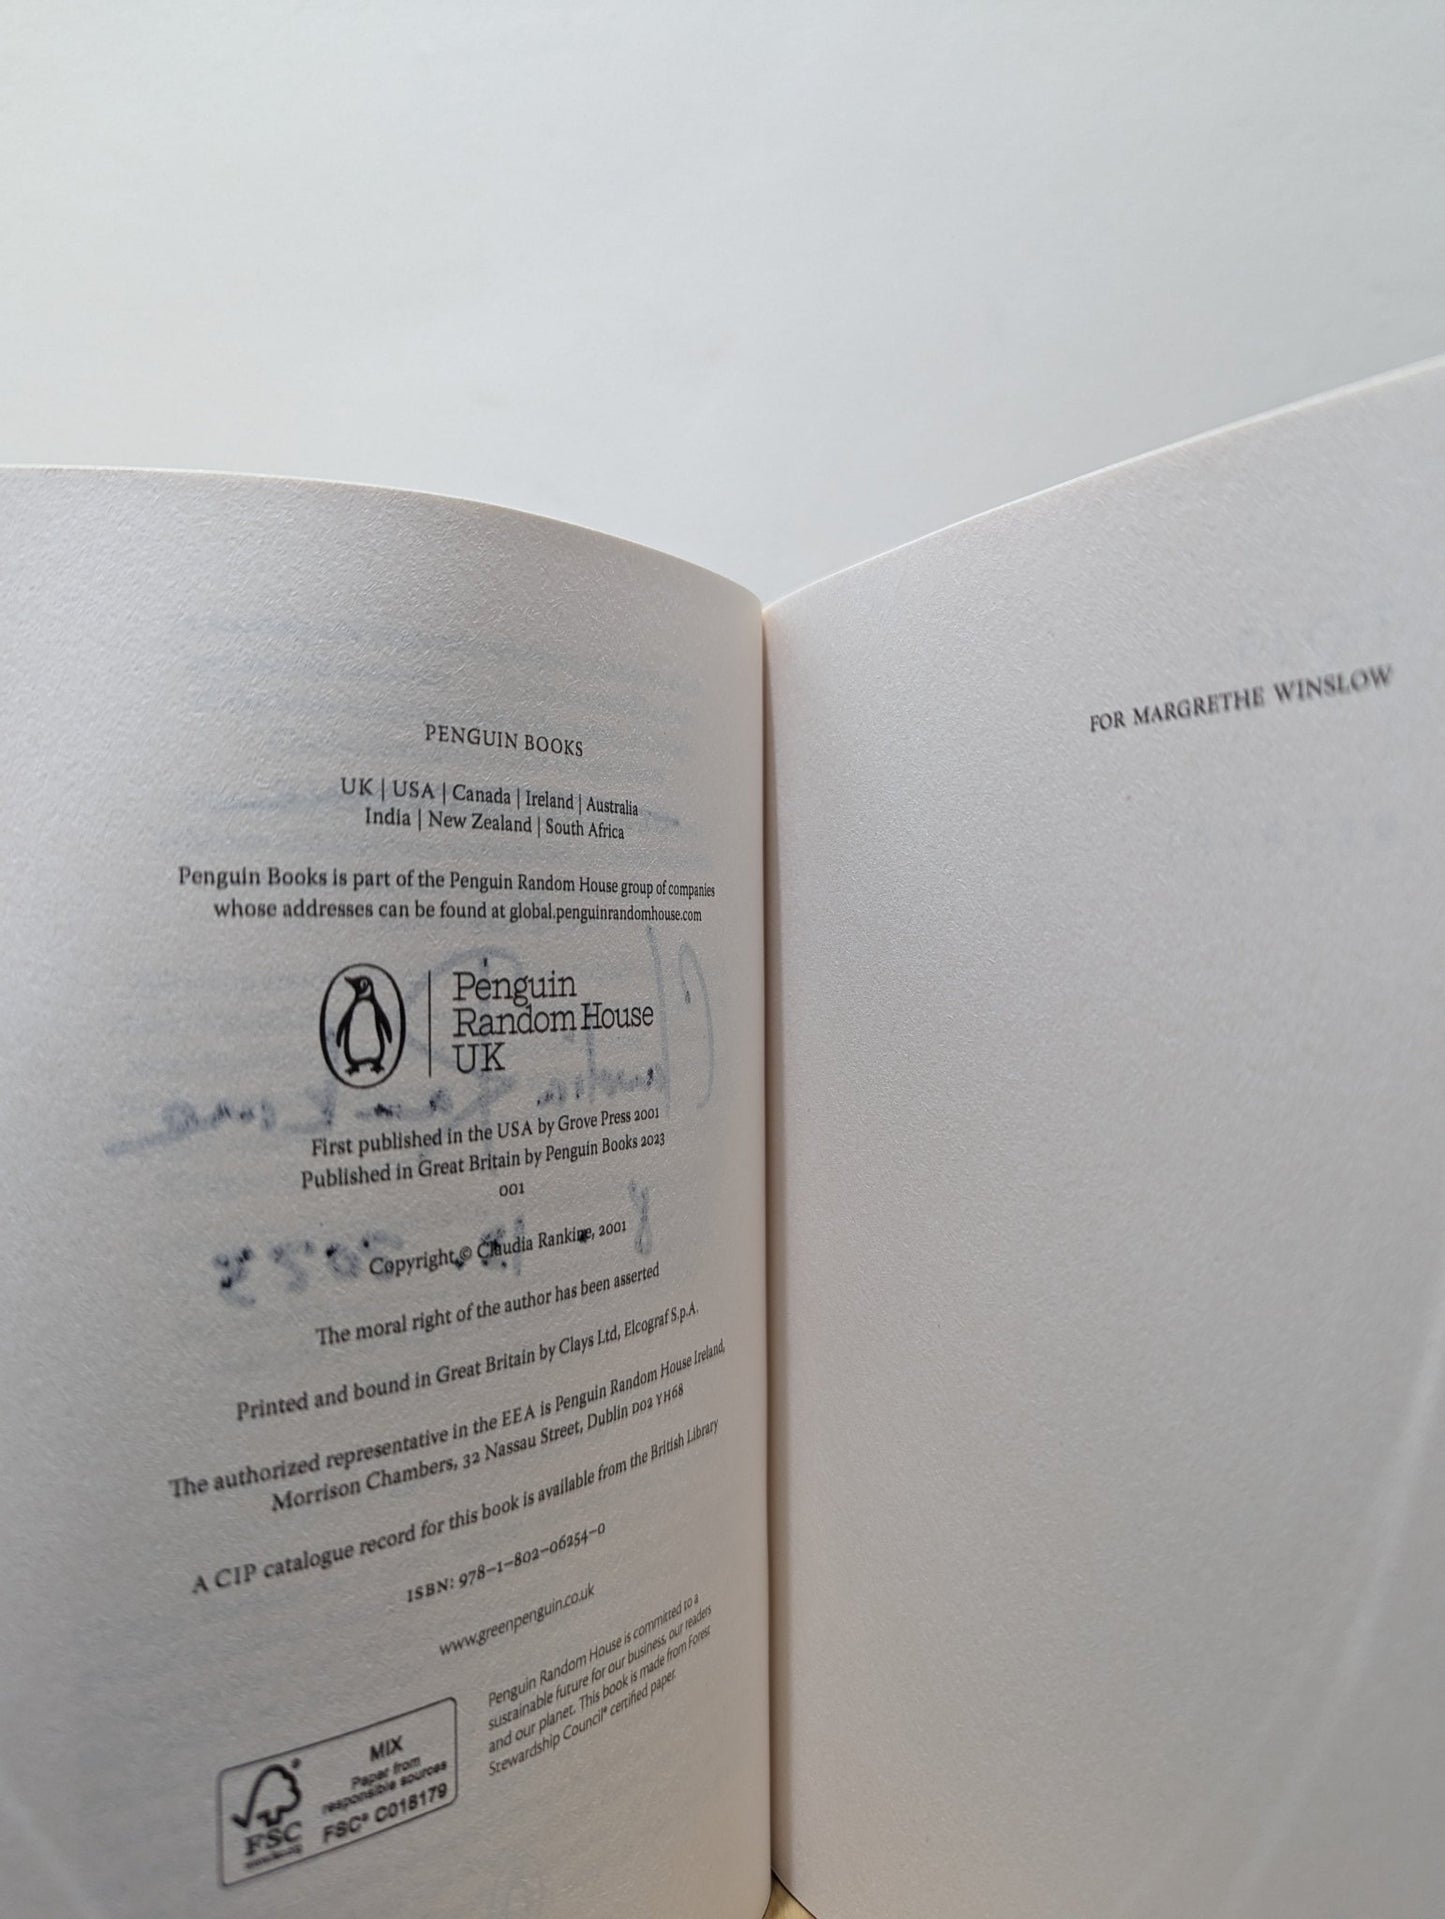 PENGUIN BOOKS
UK | USA | Canada | Ireland | Australia
India | New Zealand | South Africa
Penguin Books is part of the Penguin Random House group of companies
whose addresses can be found at global.penguinrandomhouse.com
Penguin
Random House
UK
First published in the USA by Grove Press 2001
Published in Great Britain by Penguin Books 2023
001
Copyright © Claudia Rankine, 2001
The moral right of the author has been asserted
Printed and bound in Great Britain by Clays Ltd, Elcograf S.p.A.
The authorized representative in the EEA is Penguin Random House Ireland,
Morrison Chambers, 32 Nassau Street, Dublin D02 YH68
A CIP catalogue record for this book is available from the British Library
ISBN: 978–1–802–06254–0
www.greenpenguin.co.uk
MIX
Paper from
responsible sources
FSC® C018179
FSC
Penguin Random House is committed to a
sustainable future for our business, our readers
and our planet. This book is made from Forest
Stewardship Council® certified paper.
FOR MARGRETHE WINSLOW